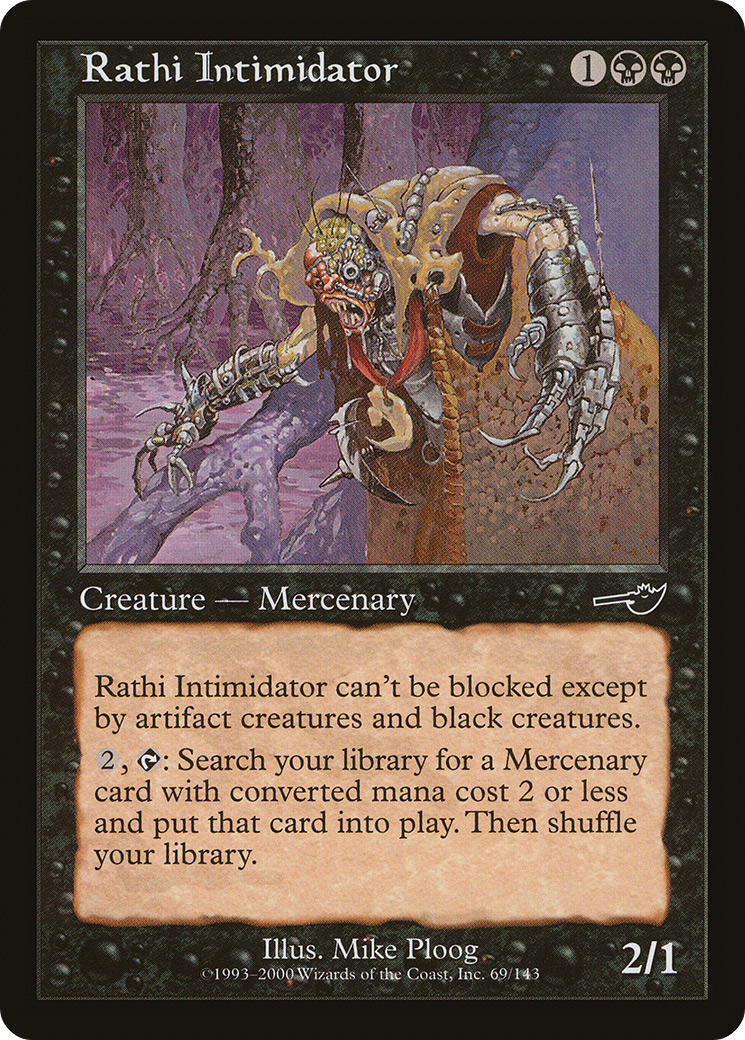 Rathi Intimidator 1
Creature — Mercenary
Rathi Intimidator can't be blocked except
by artifact creatures and black creatures.
2, : Search your library for a Mercenary
card with converted mana cost 2 or less
and put that card into play. Then shuffle
your library.
Illus. Mike Ploog
©1993–2000 Wizards of the Coast, Inc. 69/143
2/1